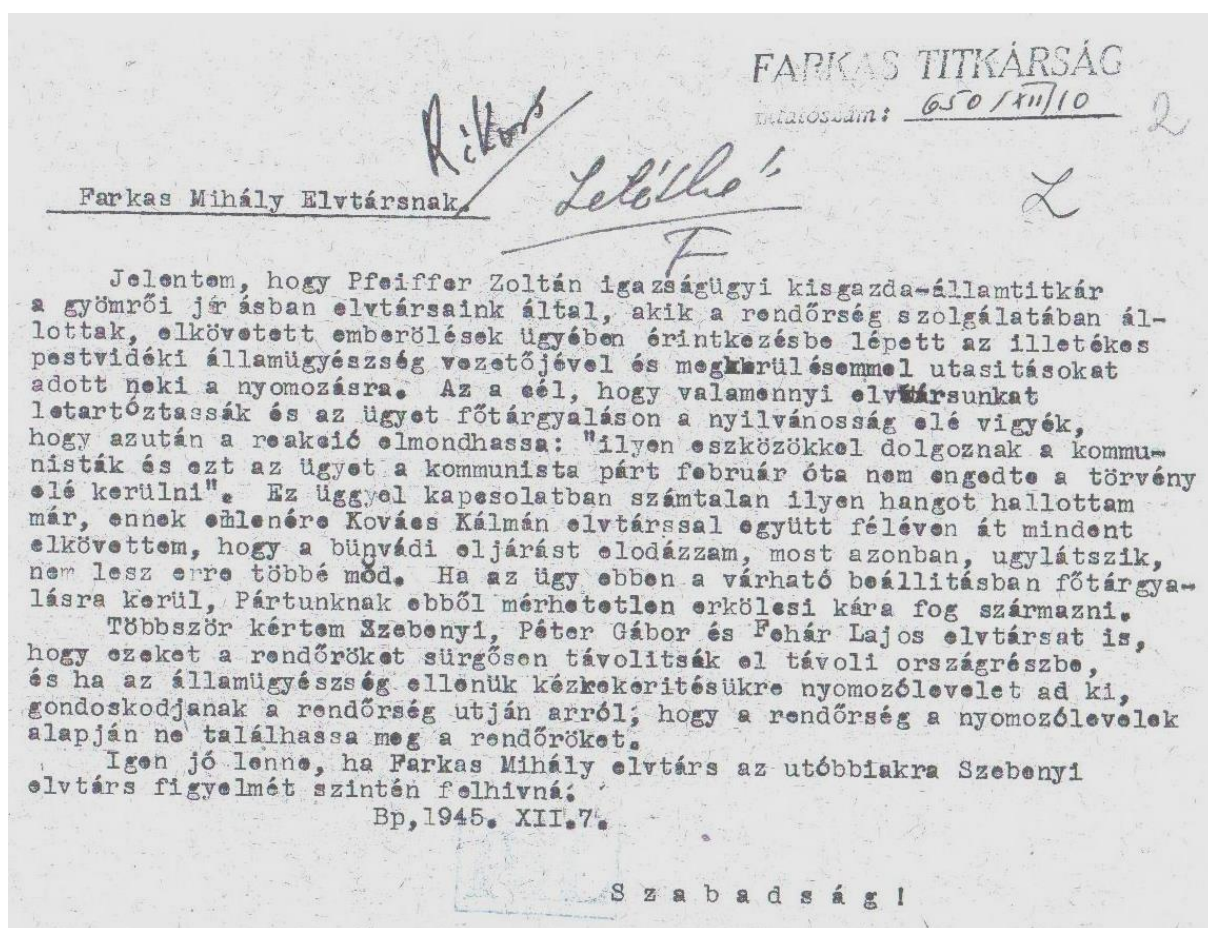 FARKAS TITKÁRSÁG
Iktatószám: 650/XII/10
2
Rákosi
Letétbe
F
Z
Farkas Mihály Elvtársnak.
Jelentem, hogy Pfeiffer Zoltán igazságügyi kisgazda-államtitkár
a gyömrői járásban elvtársaink által, akik a rendőrség szolgálatában ál-
lottak, elkövetett emberölések ügyében érintkezésbe lépett az illetékes
pestvidéki államügyészség vezetőjével és megkerülésemmel utasitásokat
adott neki a nyomozásra. Az a cél, hogy valamennyi elvtársunkat
letartóztassák és az ügyet főtárgyaláson a nyilvánosság elé vigyék,
hogy azután a reakció elmondhassa: "ilyen eszközökkel dolgoznak a kommu-
nisták és ezt az ügyet a kommunista párt február óta nem engedte a törvény
elé kerülni". Ez üggyel kapcsolatban számtalan ilyen hangot hallottam
már, ennek emlenére Kovács Kálmán elvtárssal együtt féléven át mindent
elkövettem, hogy a bünvádi eljárást elodázzam, most azonban, ugylátszik,
nem lesz erre többé mód. Ha az ügy ebben a várható beállitásban főtárgya-
lásra kerül, Pártunknak ebből mérhetetlen erkölcsi kára fog származni.
Többször kértem Szebenyi, Péter Gábor és Fehár Lajos elvtársat is,
hogy ezeket a rendőröket sürgősen távolitsák el távoli országrészbe,
és ha az államügyészség ellenük kézrekeritésükre nyomozólevelet ad ki,
gondoskodjanak a rendőrség utján arról, hogy a rendőrség a nyomozólevelek
alapján ne találhassa meg a rendőröket.
Igen jó lenne, ha Farkas Mihály elvtárs az utóbbiakra Szebenyi
elvtárs figyelmét szintén felhivná.
Bp,1945. XII.7.
Szabadság!